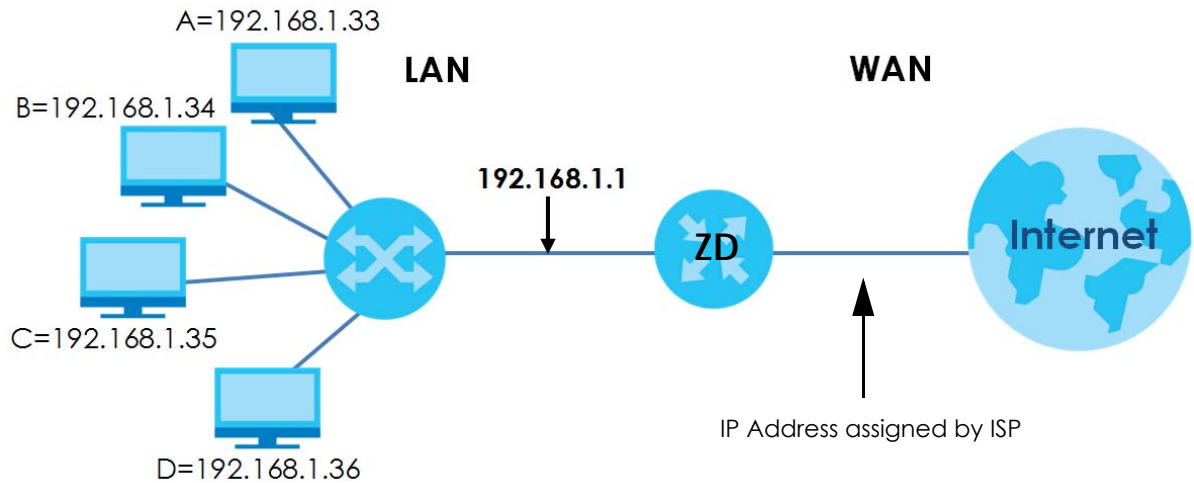 A=192.168.1.33
LAN
WAN
B=192.168.1.34
192.168.1.1
ZD
Internet
C=192.168.1.35
IP Address assigned by ISP
D=192.168.1.36